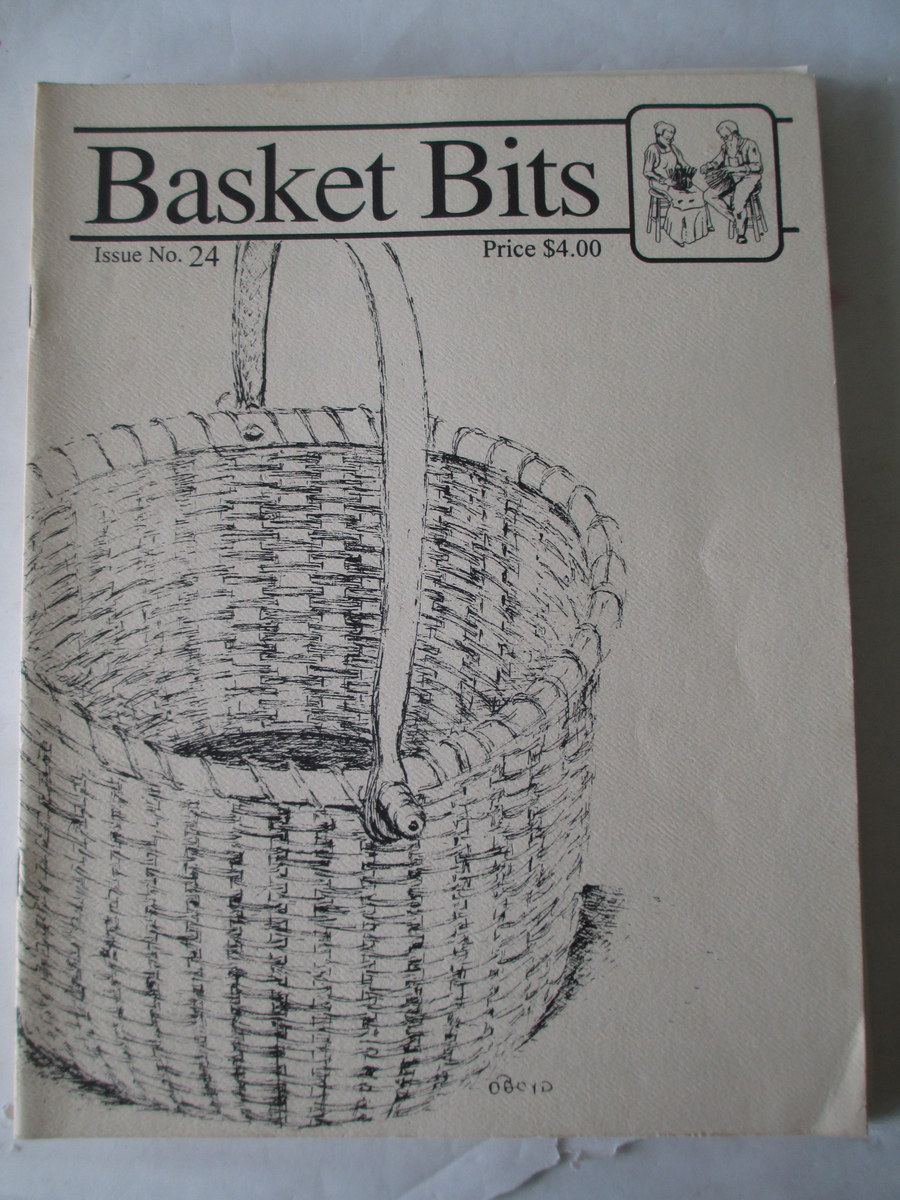 Basket Bits
Issue No. 24
Price $4.00